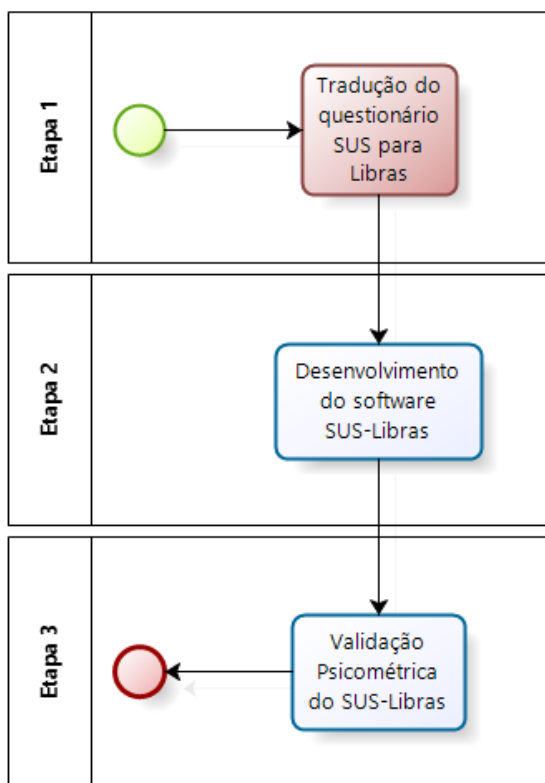 Etapa 1
Tradução do
questionário
SUS para
Libras
Etapa 2
Desenvolvimento
do software
SUS-Libras
Etapa 3
Validação
Psicométrica
do SUS-Libras